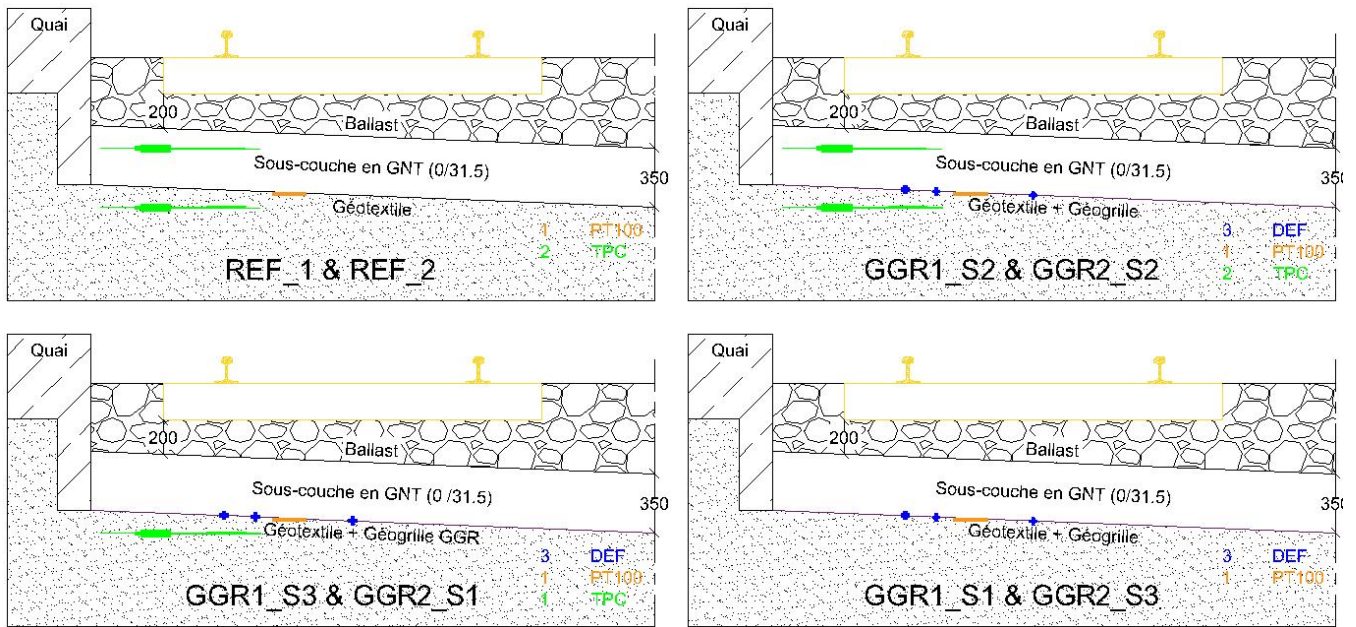 Quai
200
Ballast
Sous-couche en GNT (0/31.5)
350
Géotextile
1 PT100
2 TPC
REF_1 & REF_2
Quai
200
Ballast
Sous-couche en GNT (0/31.5)
350
Géotextile + Géogrille
3 DEF
1 PT100
2 TPC
GGR1_S2 & GGR2_S2
Quai
200
Ballast
Sous-couche en GNT (0 /31.5)
350
Géotextile + Géogrille GGR
3 DEF
1 PT100
1 TPC
GGR1_S3 & GGR2_S1
Quai
200
Ballast
Sous-couche en GNT (0/31.5)
350
Géotextile + Géogrille
3 DEF
1 PT100
GGR1_S1 & GGR2_S3